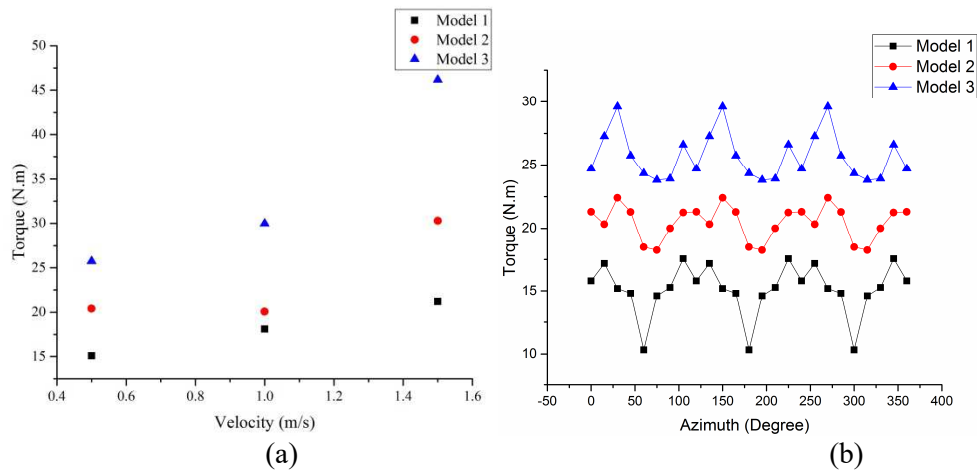 Model 1
Model 2
Model 3
50
45
40
35
30
25
20
15
Torque (N.m)
0.4 0.6 0.8 1.0 1.2 1.4 1.6
Velocity (m/s)
(a)
Model 1
Model 2
Model 3
30
25
20
15
10
Torque (N.m)
-50 0 50 100 150 200 250 300 350 400
Azimuth (Degree)
(b)